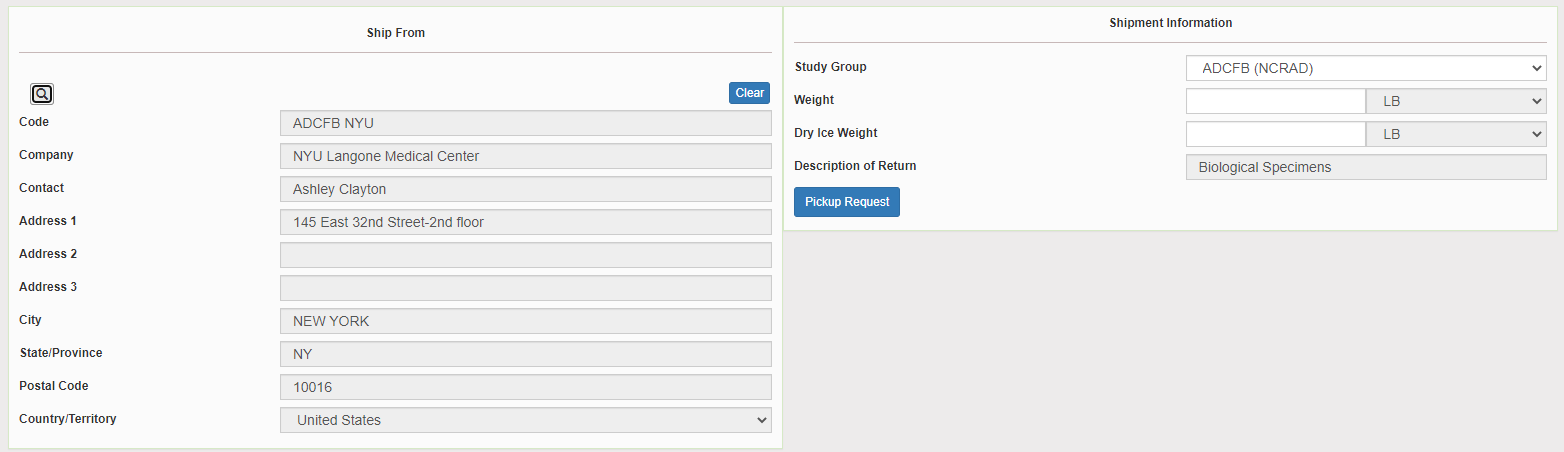 Ship From
Clear
Code ADCFB NYU
Company NYU Langone Medical Center
Contact Ashley Clayton
Address 1 145 East 32nd Street-2nd floor
Address 2
Address 3
City NEW YORK
State/Province NY
Postal Code 10016
Country/Territory United States
Shipment Information
Study Group ADCFB (NCRAD)
Weight LB
Dry Ice Weight LB
Description of Return Biological Specimens
Pickup Request